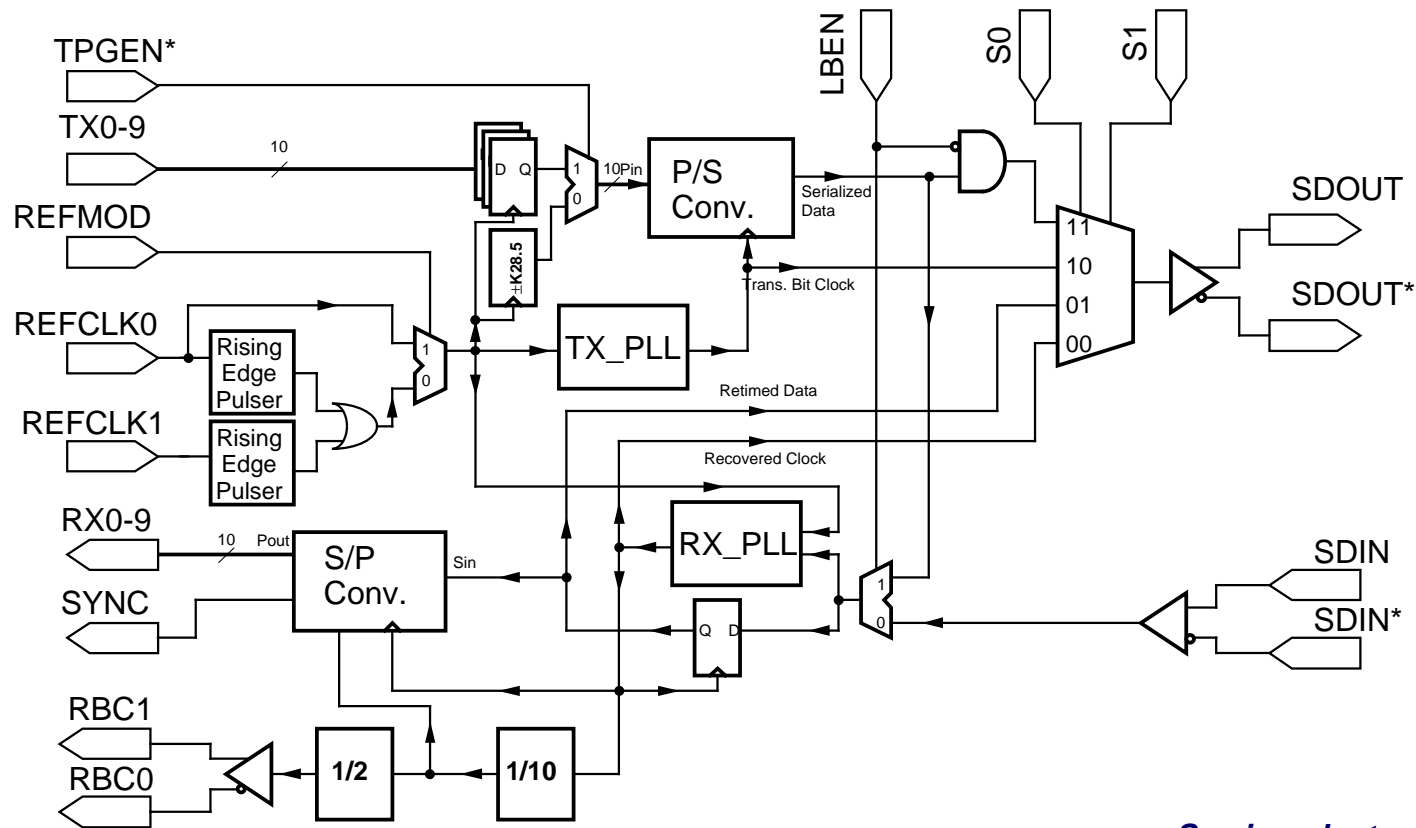 TPGEN*
TX0-9
10
REFMOD
REFCLK0
REFCLK1
Rising
Edge
Pulser
Rising
Edge
Pulser
1
0
D Q
±K28.5
1
0
10
Pin
P/S
Conv.
Serialized
Data
Trans. Bit Clock
TX_PLL
LBEN
S0
S1
11
10
01
00
SDOUT
SDOUT*
Retimed Data
Recovered Clock
RX_PLL
RX0-9
10
Pout
S/P
Conv.
Sin
SYNC
Q D
1
0
SDIN
SDIN*
RBC1
RBC0
1/2
1/10